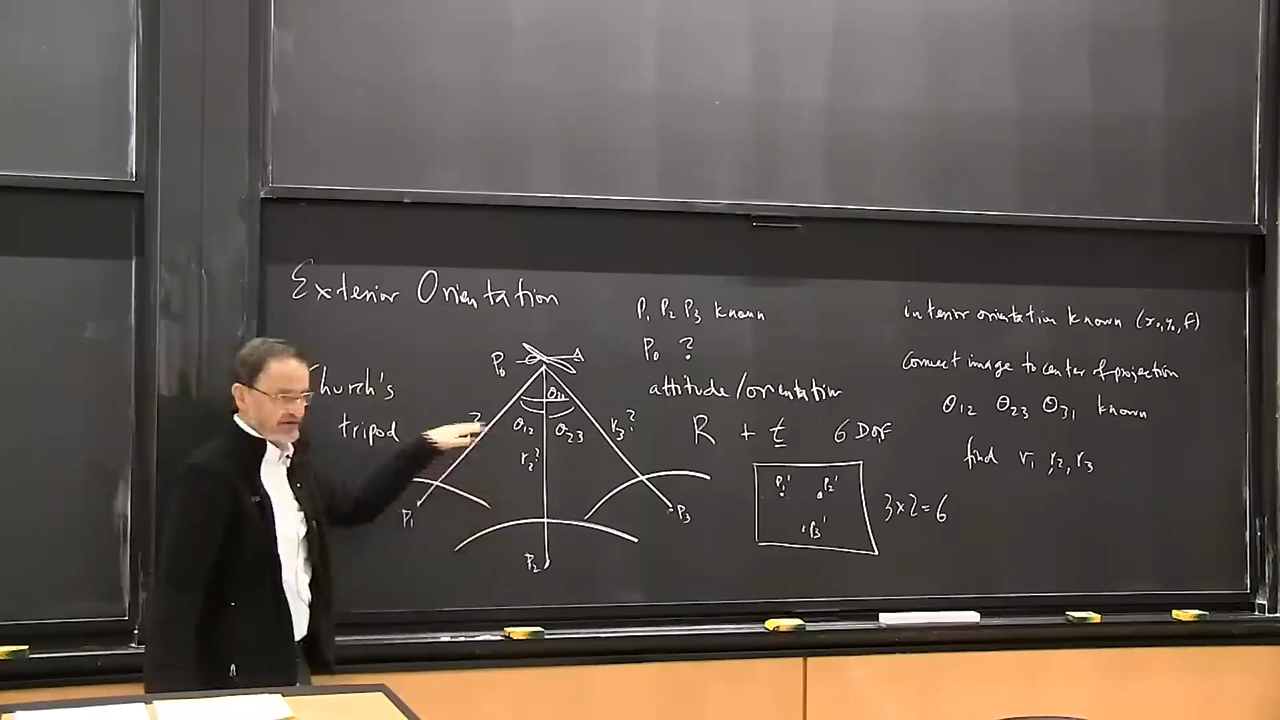 Exterior Orientation
Church's
tripod
P0
θ12 θ23 θ31
r2?
r3?
?
P1
P2
P3
P1 P2 P3 known
P0 ?
attitude/orientation
R + t 6 DOF
P1' P2'
P3'
3×2=6
interior orientation known (x0, y0, f)
connect image to center of projection
θ12 θ23 θ31 known
find r1 r2, r3